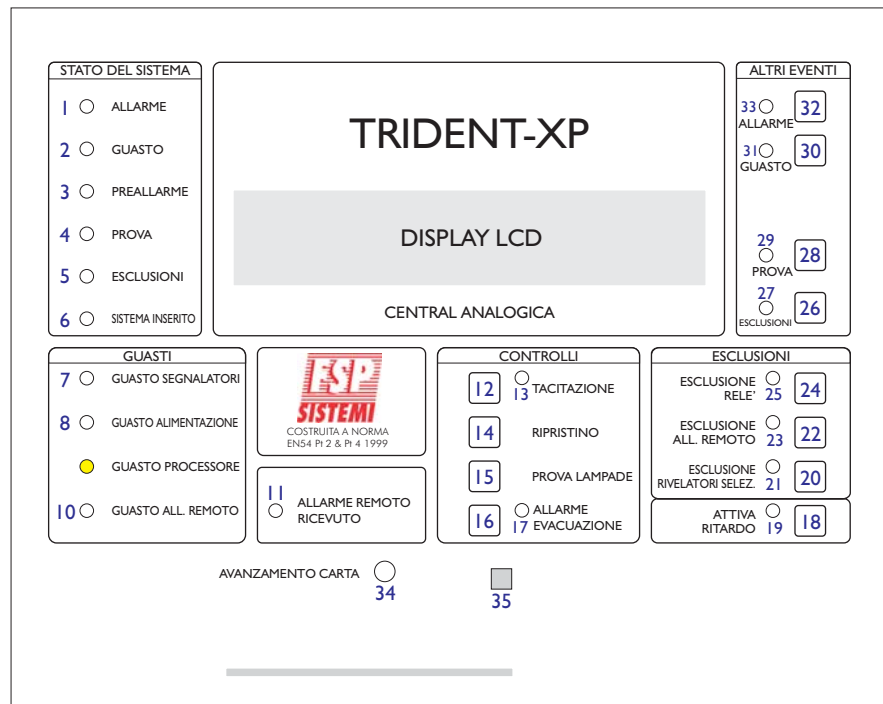 STATO DEL SISTEMA
1 ALLARME
2 GUASTO
3 PREALLARME
4 PROVA
5 ESCLUSIONI
6 SISTEMA INSERITO
TRIDENT-XP
DISPLAY LCD
CENTRAL ANALOGICA
ALTRI EVENTI
33 32
ALLARME
31 30
GUASTO
29
28
PROVA
27
26
ESCLUSIONI
GUASTI
7 GUASTO SEGNALATORI
8 GUASTO ALIMENTAZIONE
GUASTO PROCESSORE
10 GUASTO ALL. REMOTO
ESP
SISTEMI
COSTRUITA A NORMA
EN54 Pt 2 & Pt 4 1999
11
ALLARME REMOTO
RICEVUTO
CONTROLLI
12 13 TACITAZIONE
14 RIPRISTINO
15 PROVA LAMPADE
16 ALLARME
17 EVACUAZIONE
ESCLUSIONI
ESCLUSIONE
RELE' 25 24
ESCLUSIONE
ALL. REMOTO 23 22
ESCLUSIONE
RIVELATORI SELEZ. 21 20
ATTIVA
RITARDO 19 18
AVANZAMENTO CARTA
34
35